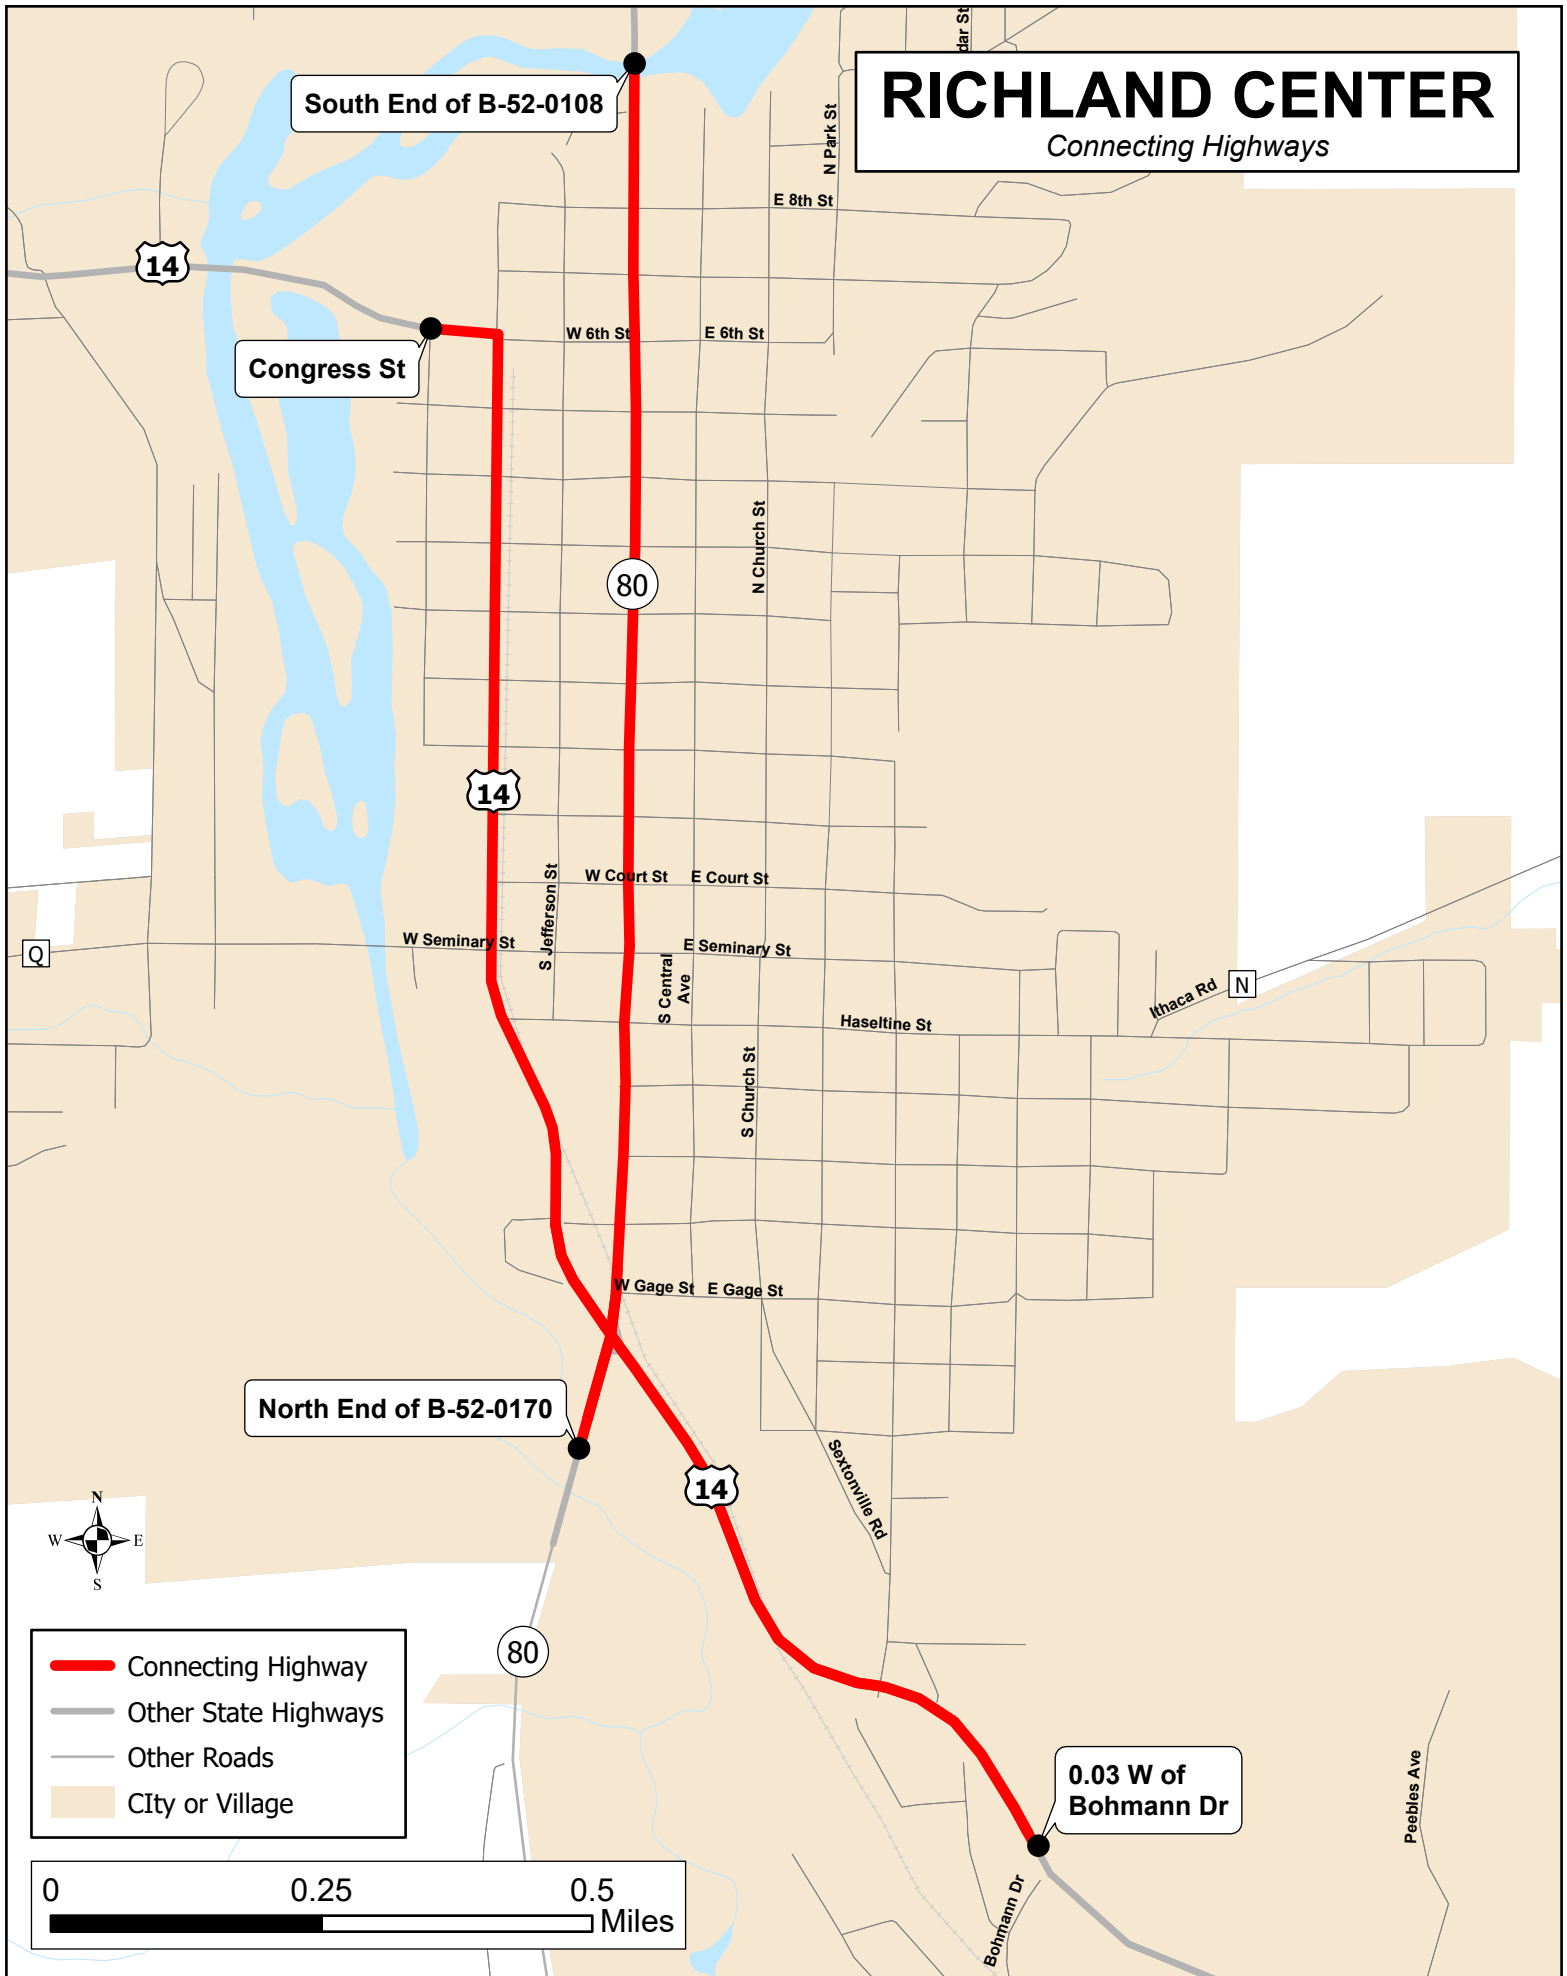 dar St
South End of B-52-0108
RICHLAND CENTER
Connecting Highways
N Park St
E 8th St
14
W 6th St
E 6th St
Congress St
N Church St
80
14
S Jefferson St
W Court St
E Court St
W Seminary St
E Seminary St
Q
S Central
Ave
Ithaca Rd
N
Haseltine St
S Church St
W Gage St
E Gage St
North End of B-52-0170
Sextonville Rd
14
N
W
E
S
80
Connecting Highway
Other State Highways
Other Roads
CIty or Village
0.03 W of
Bohmann Dr
Peebles Ave
Bohmann Dr
0
0.25
0.5
Miles